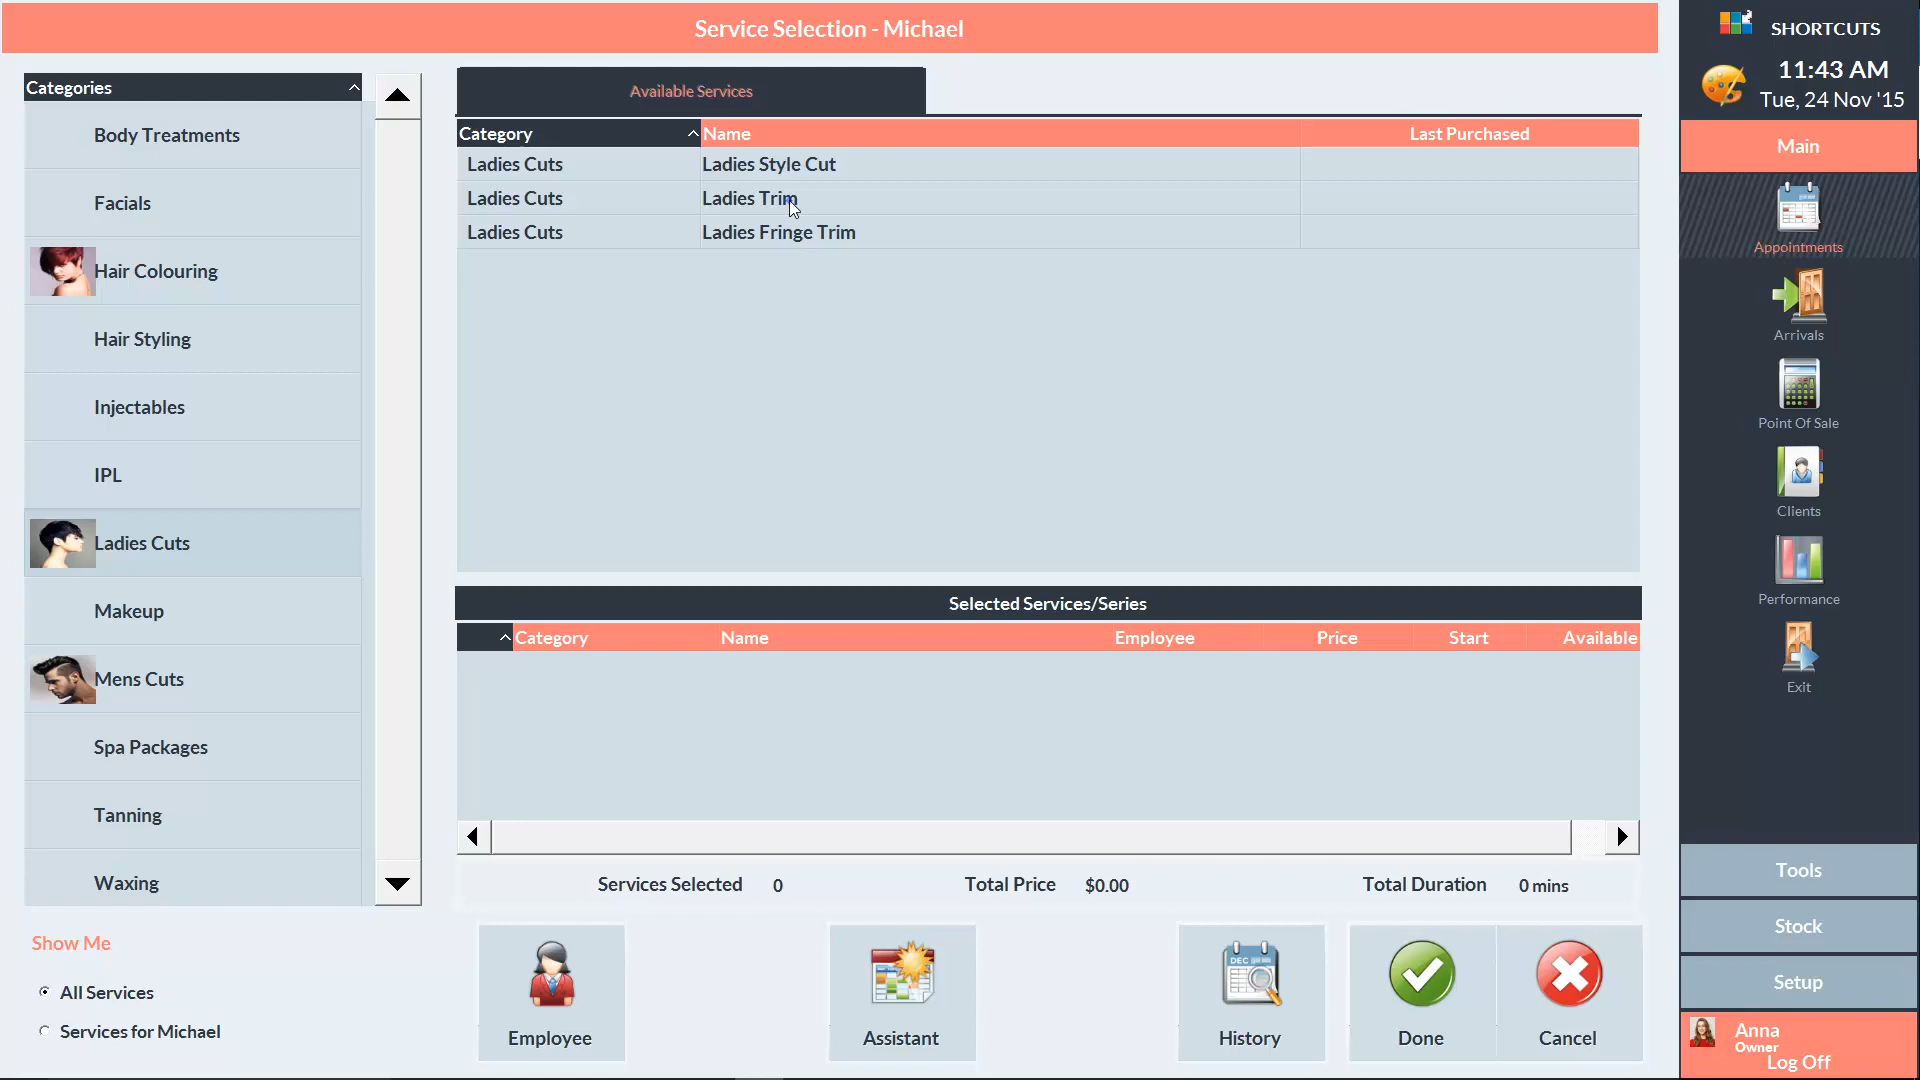 Service Selection - Michael
Categories
Body Treatments
Facials
Hair Colouring
Hair Styling
Injectables
IPL
Ladies Cuts
Makeup
Mens Cuts
Spa Packages
Tanning
Waxing
Show Me
All Services
Services for Michael
Available Services
Category Name Last Purchased
Ladies Cuts Ladies Style Cut
Ladies Cuts Ladies Trim
Ladies Cuts Ladies Fringe Trim
Selected Services/Series
Category Name Employee Price Start Available
Services Selected 0 Total Price $0.00 Total Duration 0 mins
Employee
Assistant
DEC
History
Done
Cancel
SHORTCUTS
11:43 AM
Tue, 24 Nov '15
Main
Appointments
Arrivals
Point Of Sale
Clients
Performance
Exit
Tools
Stock
Setup
Anna
Owner
Log Off